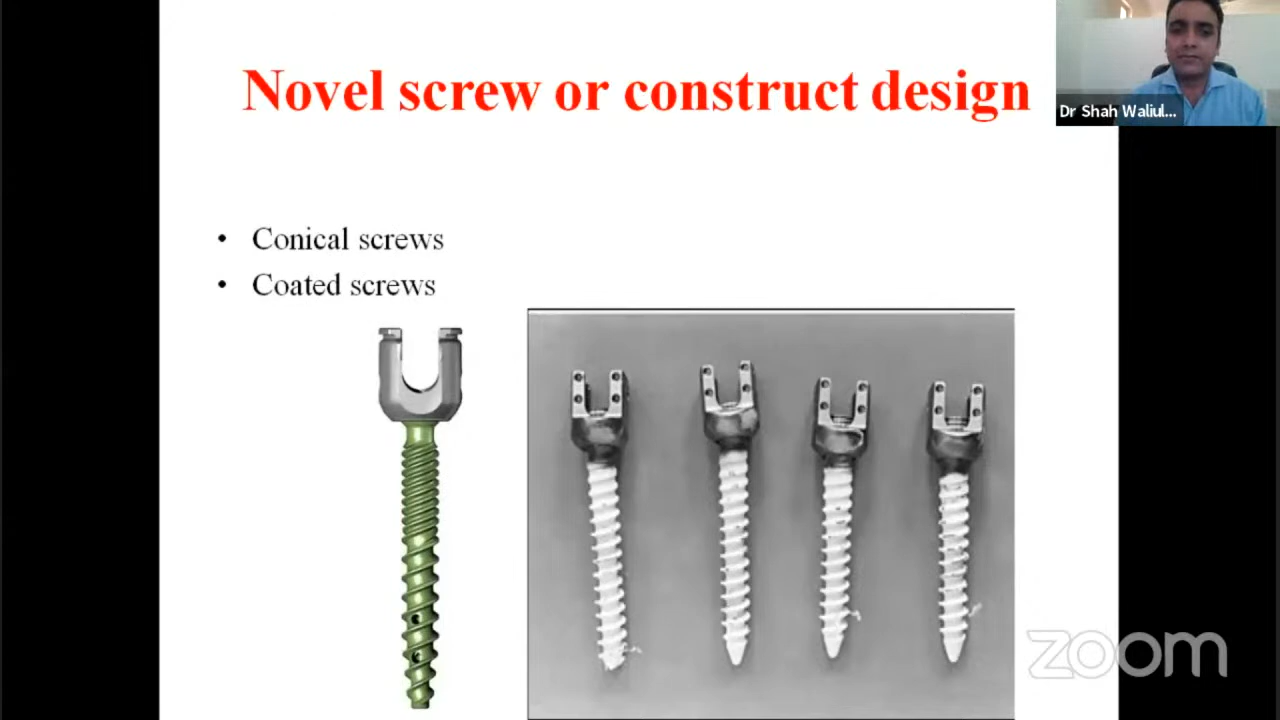 Novel screw or construct design
Dr Shah Waliul...
• Conical screws
• Coated screws
zoom